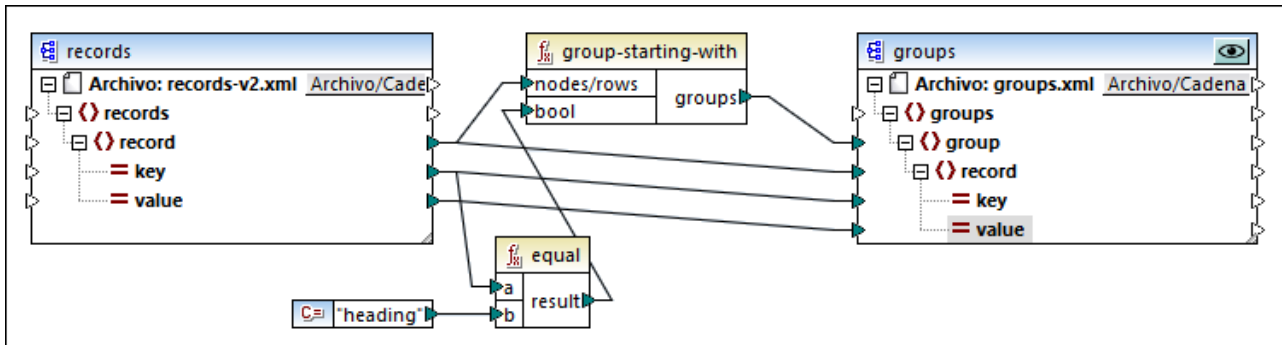 records
Archivo: records-v2.xml Archivo/Cade
records
record
key
value
group-starting-with
nodes/rows
bool
groups
equal
a
b
result
C= "heading"
groups
Archivo: groups.xml Archivo/Cadena
groups
group
record
key
value